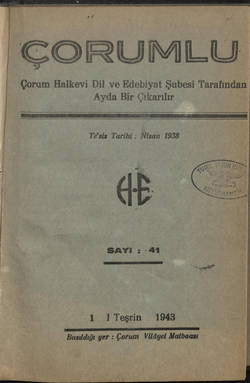 ÇORUMLU
Çorum Halkevi Dil ve Edebiyat Şubesi Tarafından
Ayda Bir Çıkarılır
Te'sis Tarihi : Nisan 1938
H-E
SAYI : 41
1 I Teşrin 1943
Basıldığı yer : Çorum Vilâyet Matbaası